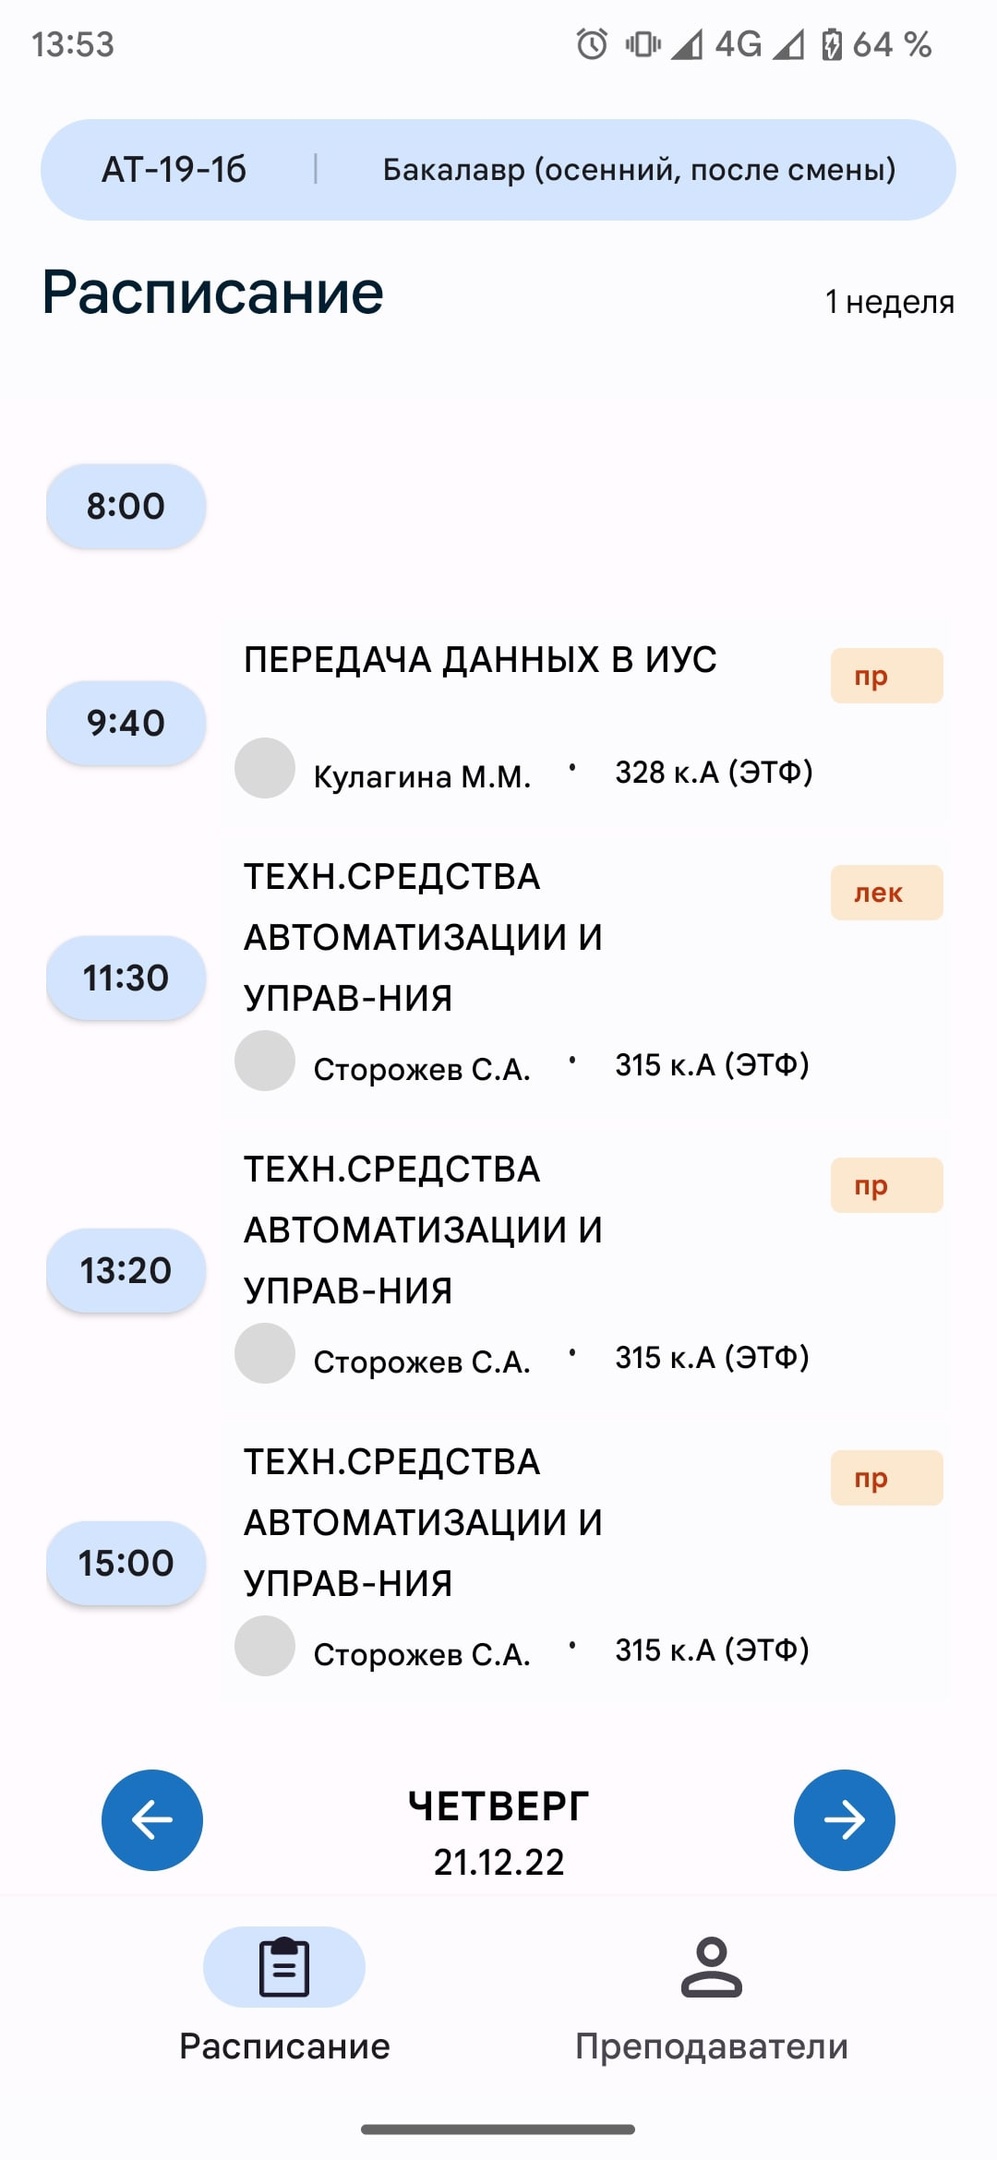 13:53 4G 64 %
АТ-19-1б | Бакалавр (осенний, после смены)
Расписание 1 неделя
8:00
ПЕРЕДАЧА ДАННЫХ В ИУС пр
9:40
Кулагина М.М. • 328 к.А (ЭТФ)
ТЕХН.СРЕДСТВА лек
АВТОМАТИЗАЦИИ И
11:30
УПРАВ-НИЯ
Сторожев С.А. • 315 к.А (ЭТФ)
ТЕХН.СРЕДСТВА пр
АВТОМАТИЗАЦИИ И
13:20
УПРАВ-НИЯ
Сторожев С.А. • 315 к.А (ЭТФ)
ТЕХН.СРЕДСТВА пр
АВТОМАТИЗАЦИИ И
15:00
УПРАВ-НИЯ
Сторожев С.А. • 315 к.А (ЭТФ)
ЧЕТВЕРГ
21.12.22
Расписание Преподаватели